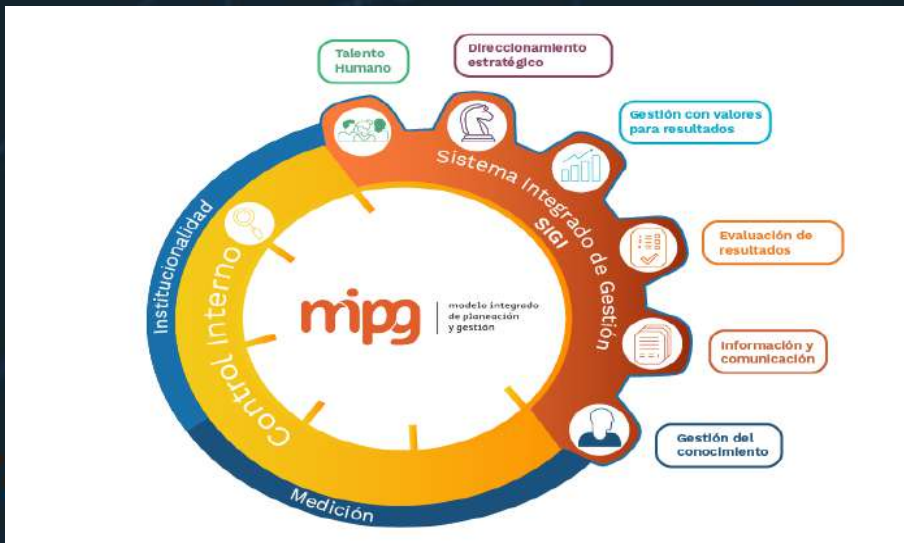 Talento
Humano
Direccionamiento
estratégico
Gestión con valores
para resultados
Sistema Integrado de Gestión
SIGI
Evaluación de
resultados
Institucionalidad
Control Interno
mipg
modelo integrado
de planeación
y gestión
Información y
comunicación
Gestión del
conocimiento
Medición